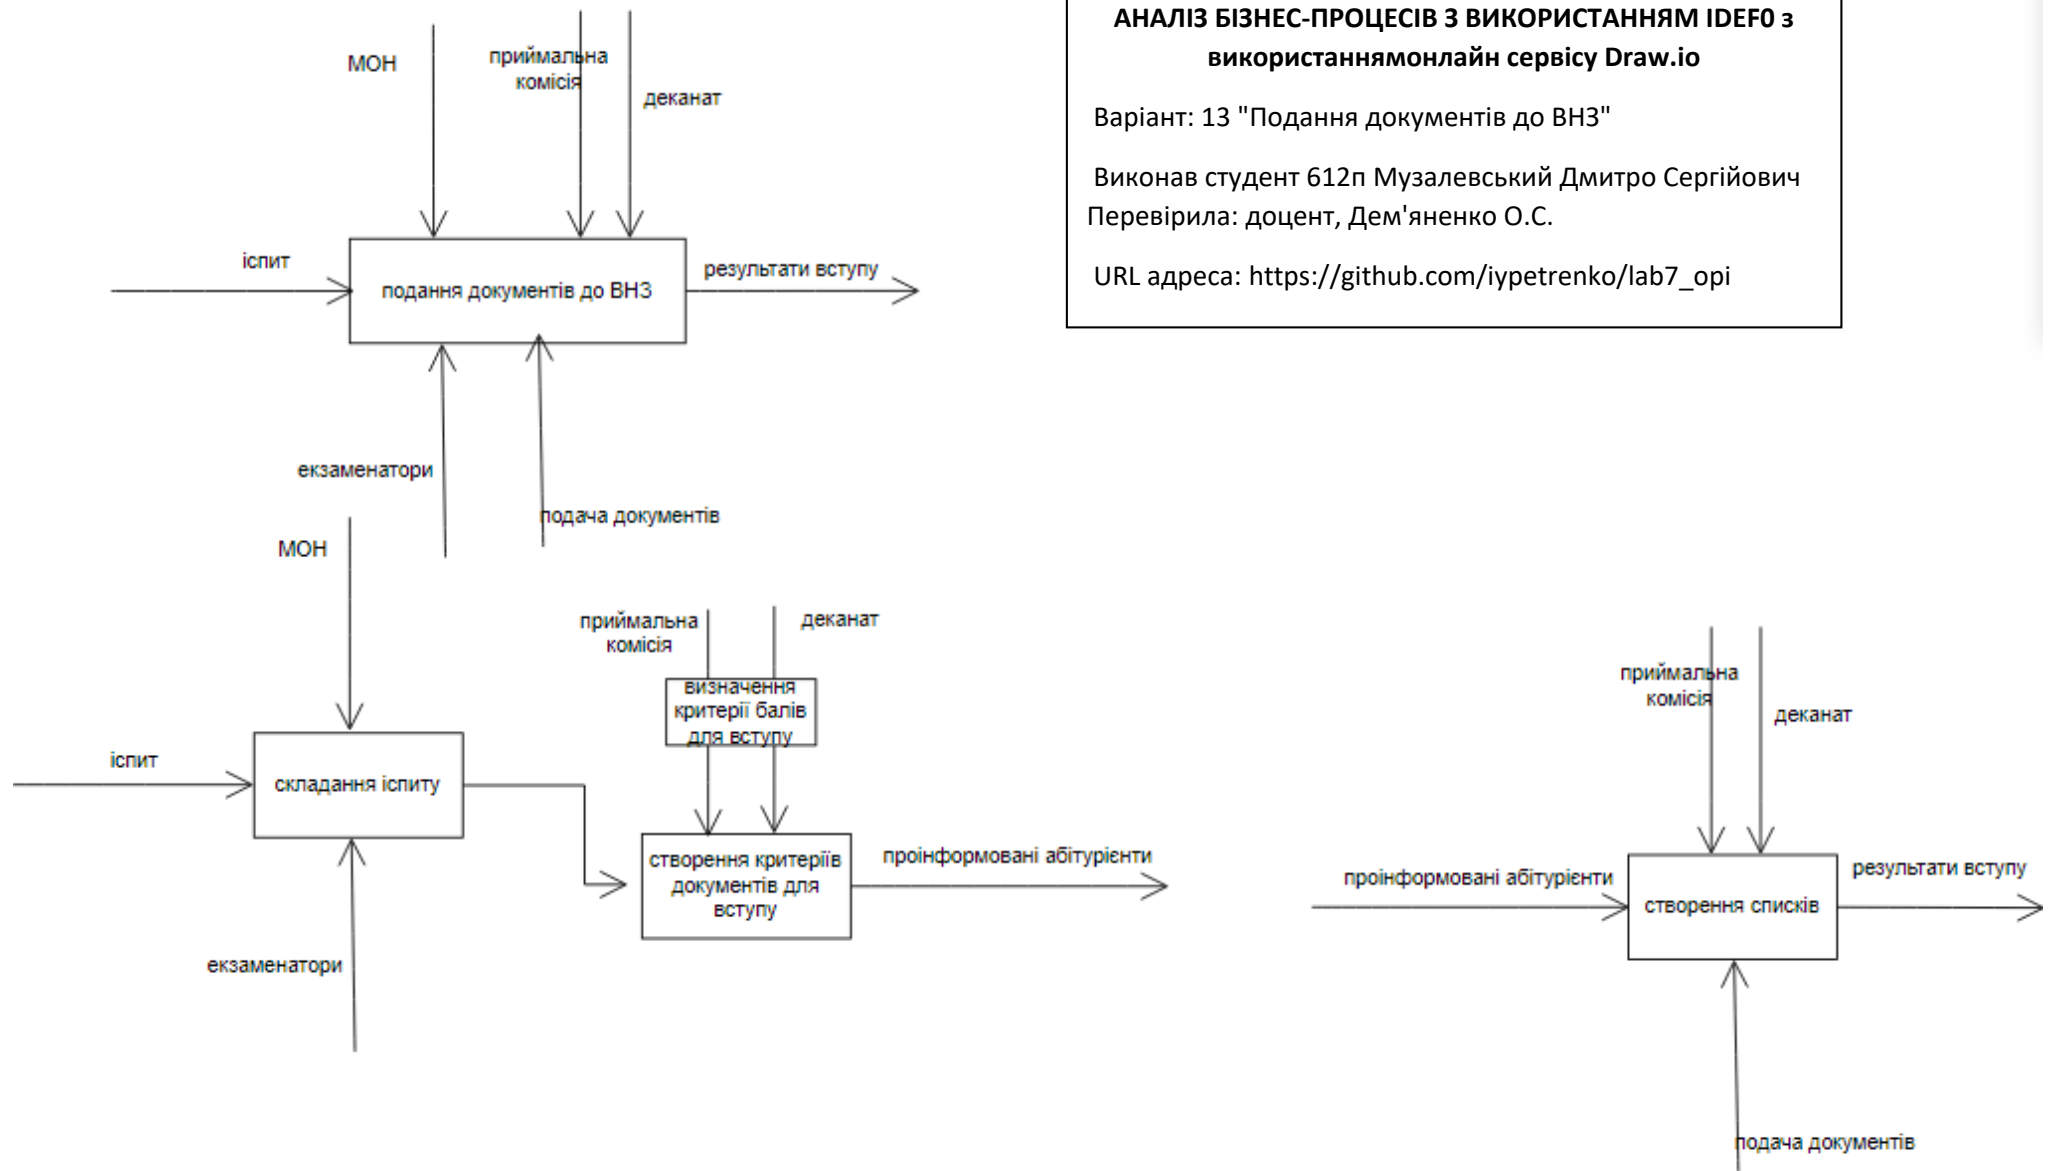 АНАЛІЗ БІЗНЕС-ПРОЦЕСІВ З ВИКОРИСТАННЯМ IDEF0 з
використаннямонлайн сервісу Draw.io
Варіант: 13 "Подання документів до ВНЗ"
Виконав студент 612п Музалевський Дмитро Сергійович
Перевірила: доцент, Дем'яненко О.С.
URL адреса: https://github.com/iypetrenko/lab7_opi
МОН
приймальна
комісія
деканат
іспит
подання документів до ВНЗ
результати вступу
екзаменатори
подача документів
МОН
іспит
складання іспиту
екзаменатори
приймальна
комісія
деканат
визначення
критерії балів
для вступу
створення критеріїв
документів для
вступу
проінформовані абітурієнти
приймальна
комісія
деканат
проінформовані абітурієнти
створення списків
результати вступу
подача документів